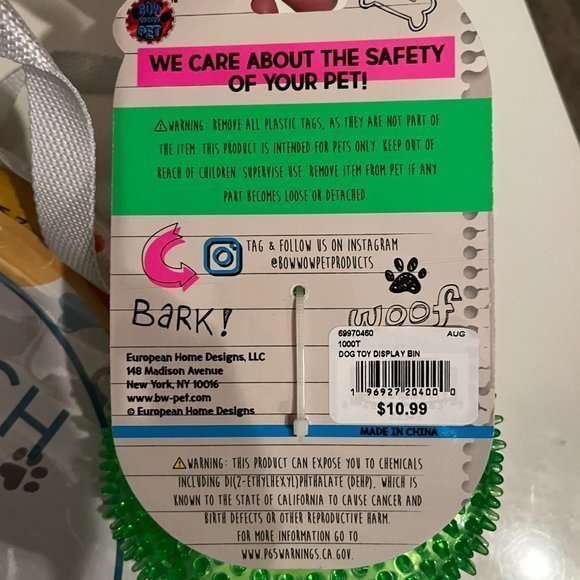 BOW
WOW
PET
WE CARE ABOUT THE SAFETY
OF YOUR PET!
⚠WARNING: REMOVE ALL PLASTIC TAGS, AS THEY ARE NOT PART OF
THE ITEM. THIS PRODUCT IS INTENDED FOR PETS ONLY. KEEP OUT OF
REACH OF CHILDREN. SUPERVISE USE. REMOVE ITEM FROM PET IF ANY
PART BECOMES LOOSE OR DETACHED.
TAG & FOLLOW US ON INSTAGRAM
@BOWWOWPETPRODUCTS
BARK!
woof
European Home Designs, LLC
148 Madison Avenue
New York, NY 10016
www.bw-pet.com
© European Home Designs
69970460 AUG
1000T
DOG TOY DISPLAY BIN
1 96927 20400 0
$10.99
MADE IN CHINA
CH
⚠WARNING: THIS PRODUCT CAN EXPOSE YOU TO CHEMICALS
INCLUDING DI(2-ETHYLHEXYL)PHTHALATE (DEHP), WHICH IS
KNOWN TO THE STATE OF CALIFORNIA TO CAUSE CANCER AND
BIRTH DEFECTS OR OTHER REPRODUCTIVE HARM.
FOR MORE INFORMATION GO TO
WWW.P65WARNINGS.CA.GOV.